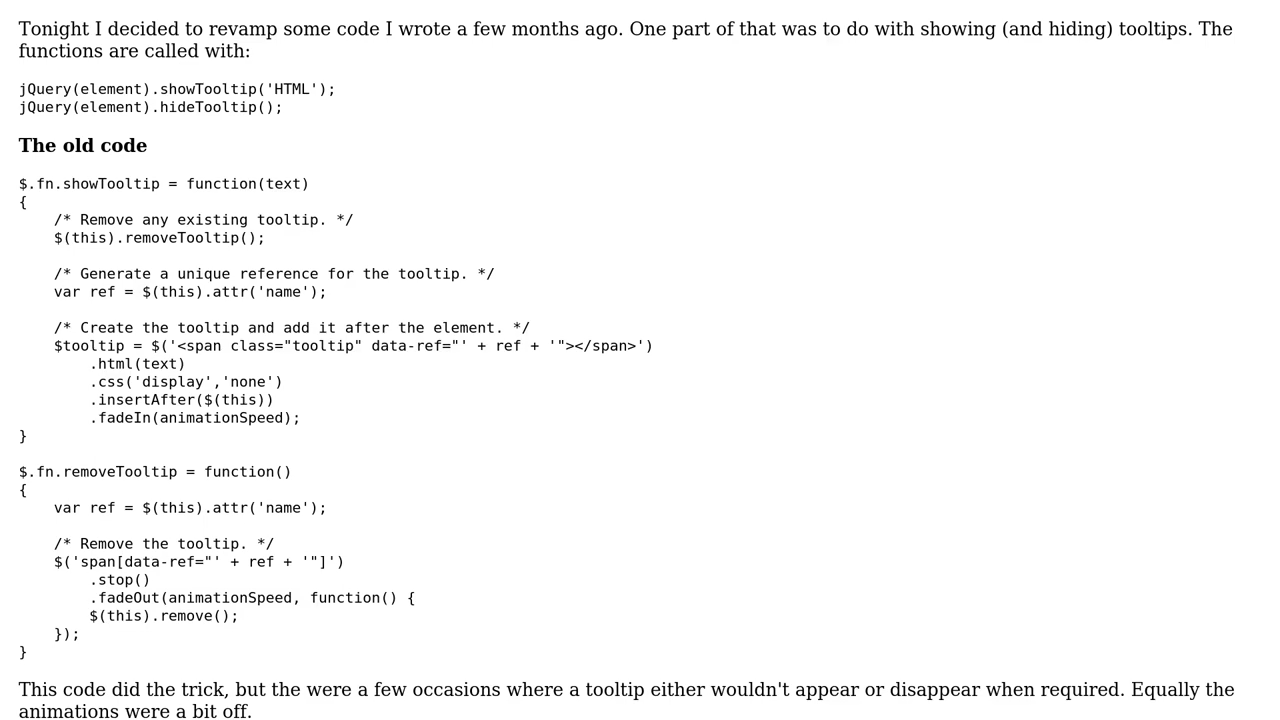 Tonight I decided to revamp some code I wrote a few months ago. One part of that was to do with showing (and hiding) tooltips. The
functions are called with:
jQuery(element).showTooltip('HTML');
jQuery(element).hideTooltip();
The old code
$.fn.showTooltip = function(text)
{
    /* Remove any existing tooltip. */
    $(this).removeTooltip();
    /* Generate a unique reference for the tooltip. */
    var ref = $(this).attr('name');
    /* Create the tooltip and add it after the element. */
    $tooltip = $('<span class="tooltip" data-ref="' + ref + '"></span>')
        .html(text)
        .css('display','none')
        .insertAfter($(this))
        .fadeIn(animationSpeed);
}
$.fn.removeTooltip = function()
{
    var ref = $(this).attr('name');
    /* Remove the tooltip. */
    $('span[data-ref="' + ref + '"]')
        .stop()
        .fadeOut(animationSpeed, function() {
        $(this).remove();
    });
}
This code did the trick, but the were a few occasions where a tooltip either wouldn't appear or disappear when required. Equally the
animations were a bit off.